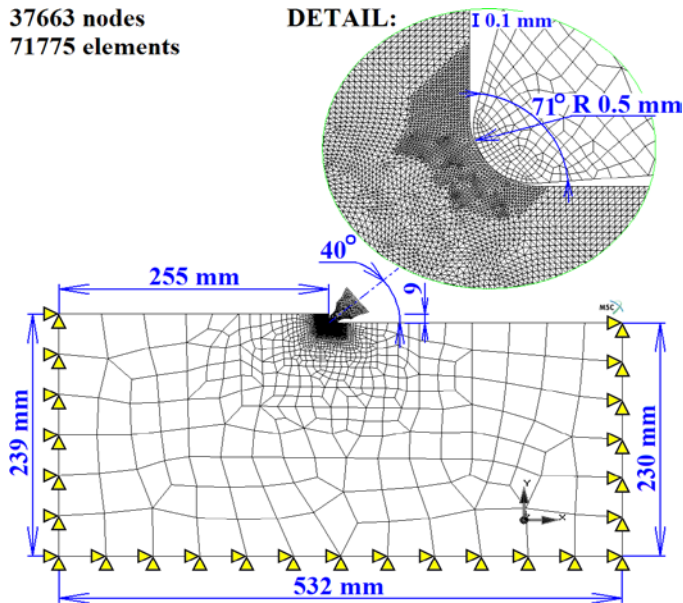 37663 nodes
71775 elements
DETAIL:
I 0.1 mm
71° R 0.5 mm
40°
255 mm
9
MSC X
239 mm
230 mm
Y
X
532 mm